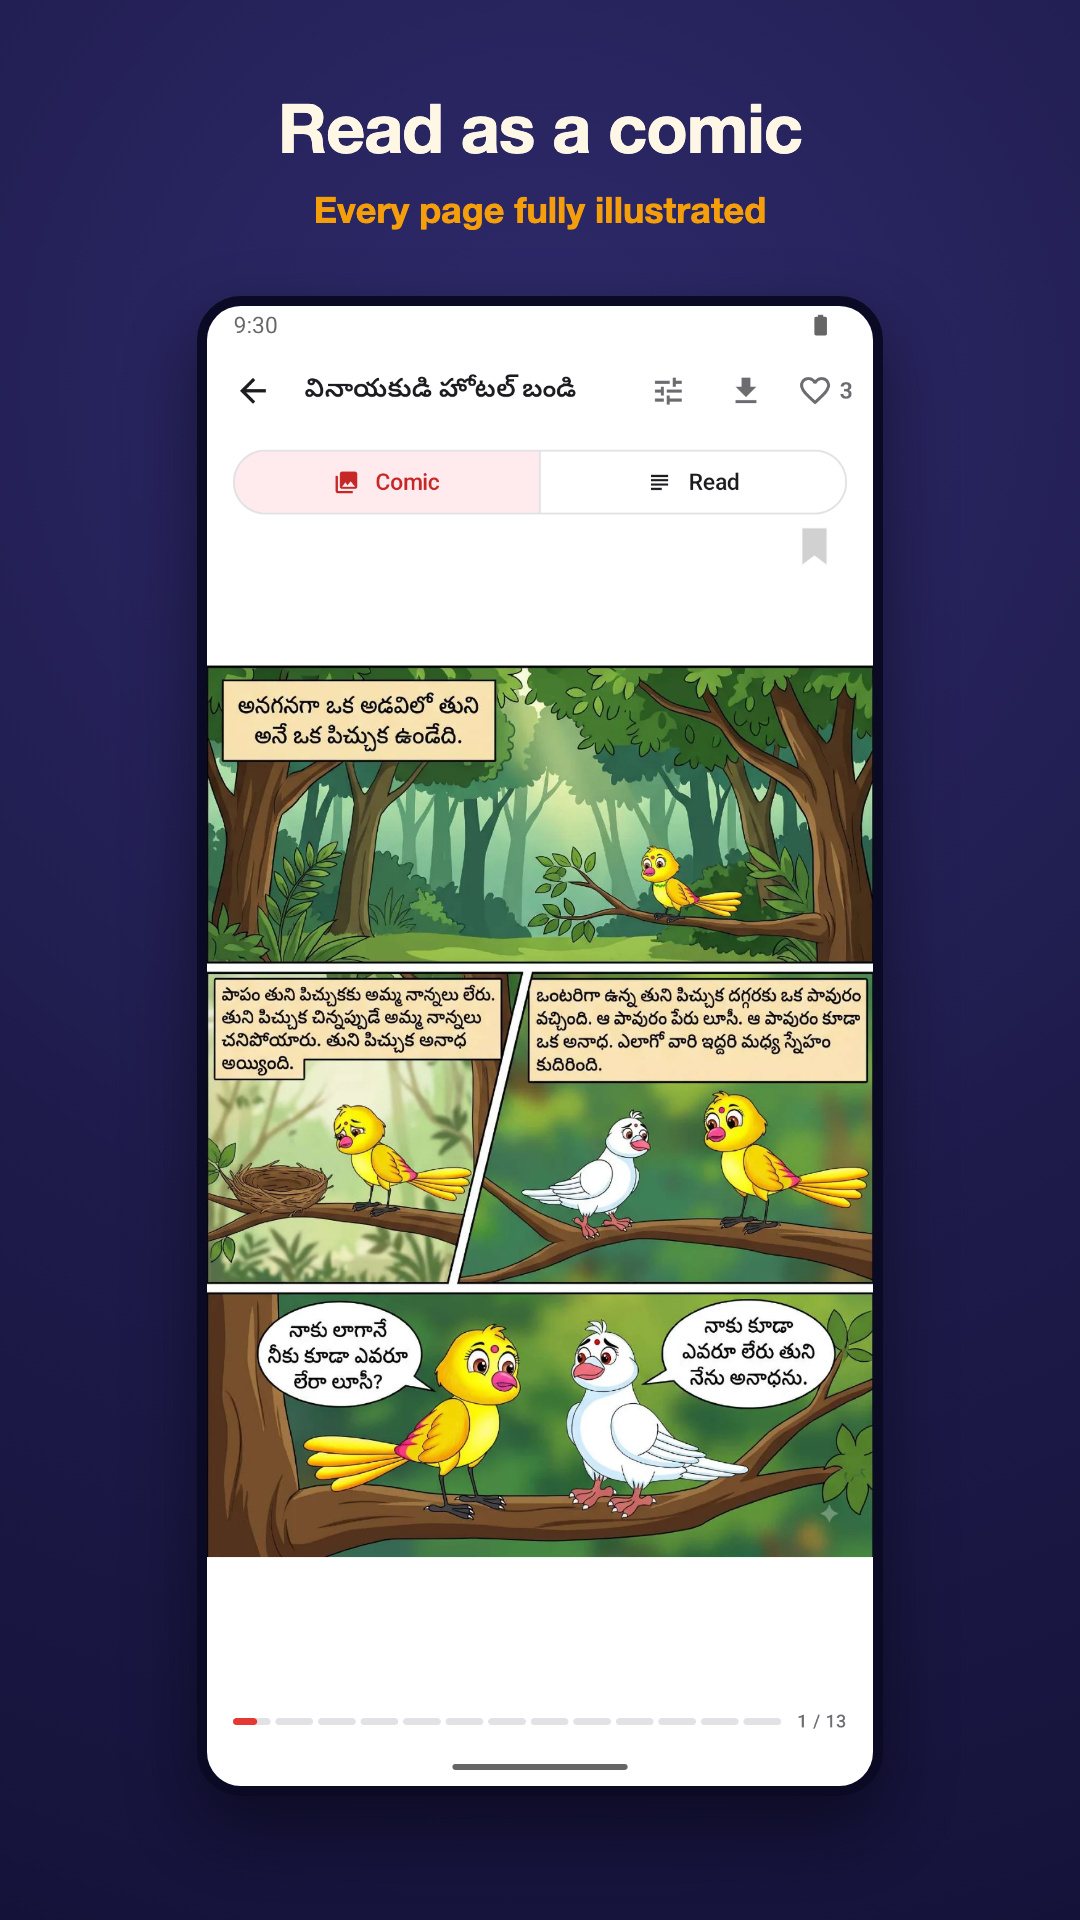 Read as a comic
Every page fully illustrated
9:30
వినాయకుడి హోటల్ బండి
3
Comic
Read
అనగనగా ఒక అడవిలో తుని
అనే ఒక పిచ్చుక ఉండేది.
పాపం తుని పిచ్చుకకు అమ్మ నాన్నలు లేరు.
తుని పిచ్చుక చిన్నప్పుడే అమ్మ నాన్నలు
చనిపోయారు. తుని పిచ్చుక అనాధ
అయ్యింది.
ఒంటరిగా ఉన్న తుని పిచ్చుక దగ్గరకు ఒక పావురం
వచ్చింది. ఆ పావురం పేరు లూసీ. ఆ పావురం కూడా
ఒక అనాధ. ఎలాగో వారి ఇద్దరి మధ్య స్నేహం
కుదిరింది.
నాకు లాగానే
నీకు కూడా ఎవరూ
లేరా లూసీ?
నాకు కూడా
ఎవరూ లేరు తుని
నేను అనాధను.
1 / 13